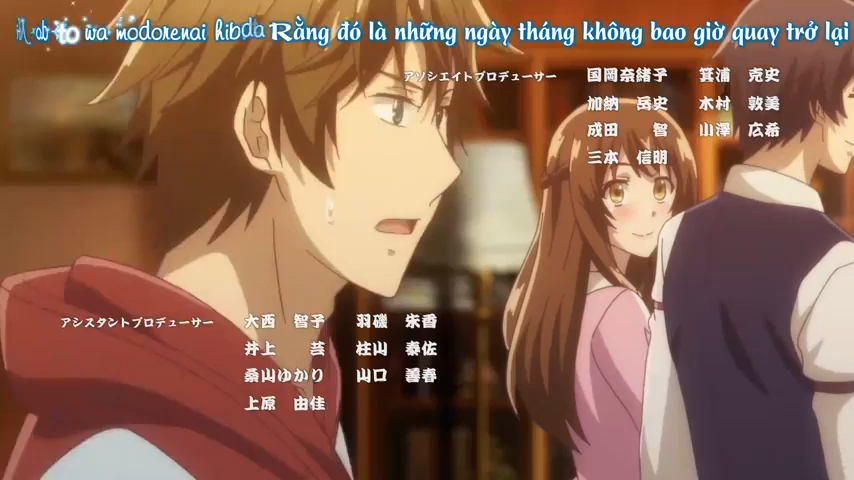 to wa modorenai hibda Rằng đó là những ngày tháng không bao giờ quay trở lại
アソシエイトプロデューサー 国岡奈緒子 箕浦 克史
加納 岳史 木村 敦美
成田 智 小澤 広希
三本 信明
アシスタントプロデューサー 大西 智子 羽磯 朱香
井上 芸 柱山 泰佐
桑山ゆかり 山口 善春
上原 由佳